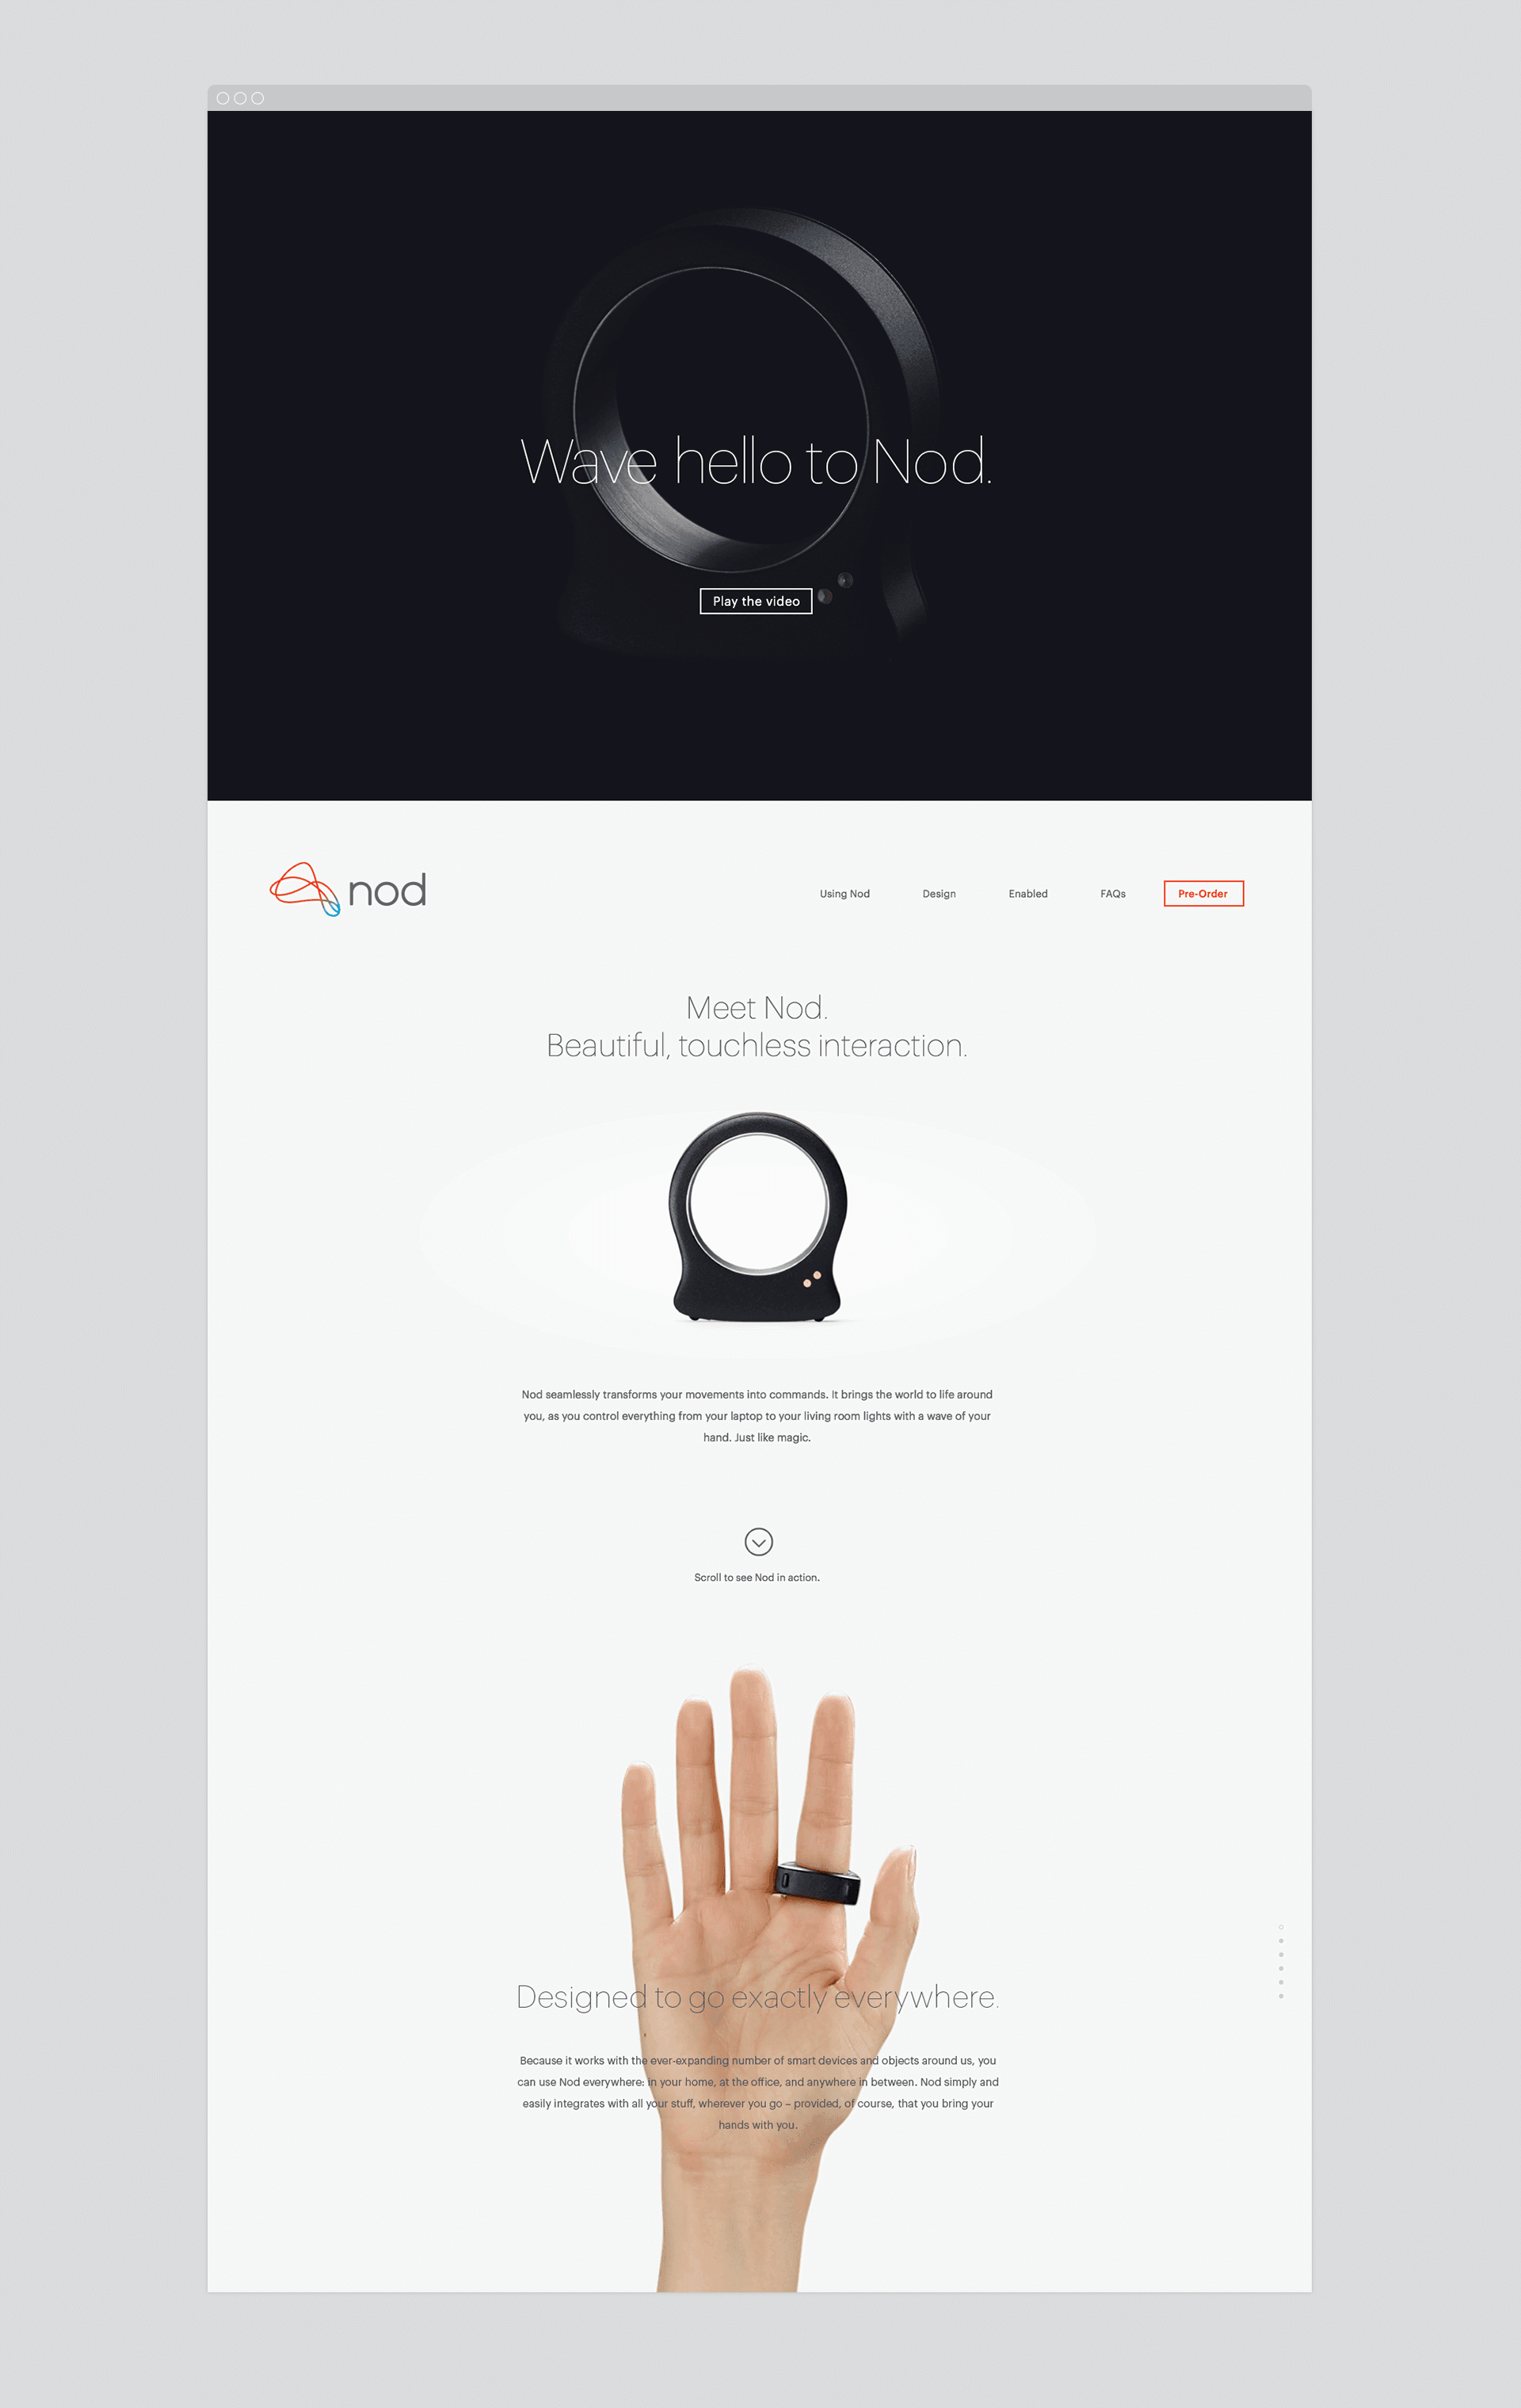 Wave hello to Nod.
Play the video
nod
Using Nod
Design
Enabled
FAQs
Pre-Order
Meet Nod.
Beautiful, touchless interaction.
Nod seamlessly transforms your movements into commands. It brings the world to life around
you, as you control everything from your laptop to your living room lights with a wave of your
hand. Just like magic.
Scroll to see Nod in action.
Designed to go exactly everywhere.
Because it works with the ever-expanding number of smart devices and objects around us, you
can use Nod everywhere: in your home, at the office, and anywhere in between. Nod simply and
easily integrates with all your stuff, wherever you go – provided, of course, that you bring your
hands with you.